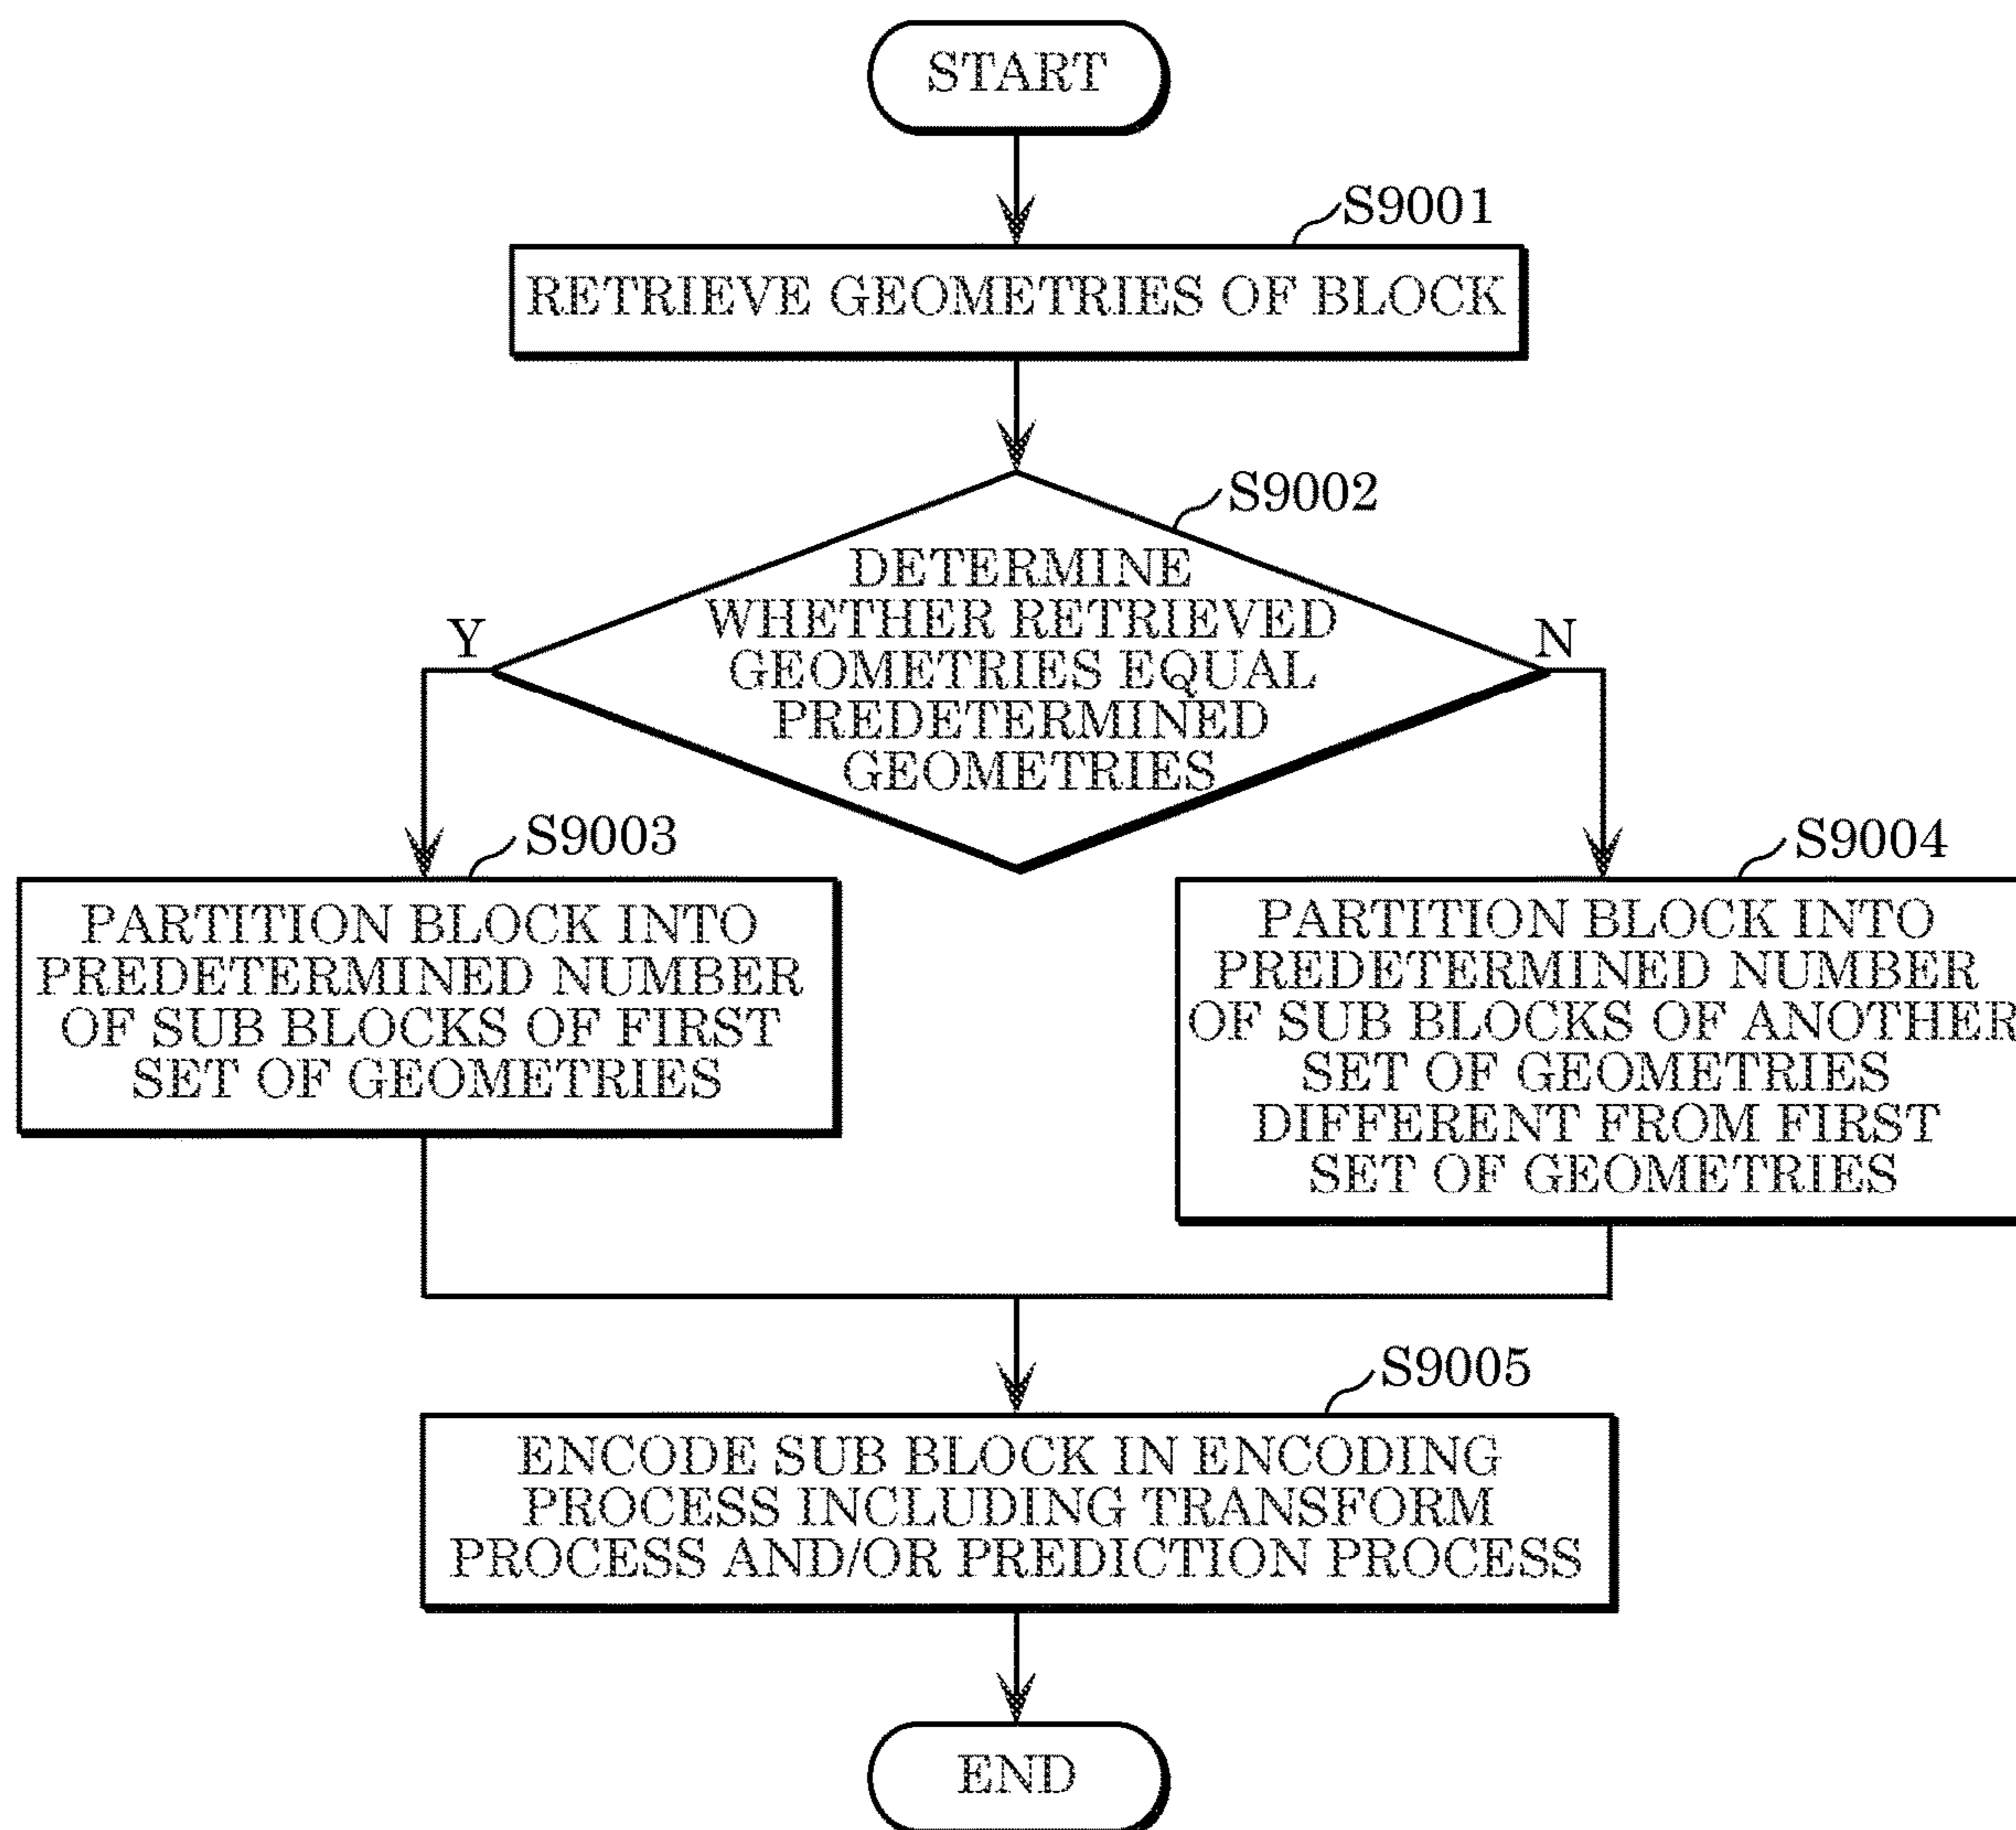 START
S9001
RETRIEVE GEOMETRIES OF BLOCK
S9002
DETERMINE
WHETHER RETRIEVED
GEOMETRIES EQUAL
PREDETERMINED
GEOMETRIES
Y
N
S9003
PARTITION BLOCK INTO
PREDETERMINED NUMBER
OF SUB BLOCKS OF FIRST
SET OF GEOMETRIES
S9004
PARTITION BLOCK INTO
PREDETERMINED NUMBER
OF SUB BLOCKS OF ANOTHER
SET OF GEOMETRIES
DIFFERENT FROM FIRST
SET OF GEOMETRIES
S9005
ENCODE SUB BLOCK IN ENCODING
PROCESS INCLUDING TRANSFORM
PROCESS AND/OR PREDICTION PROCESS
END